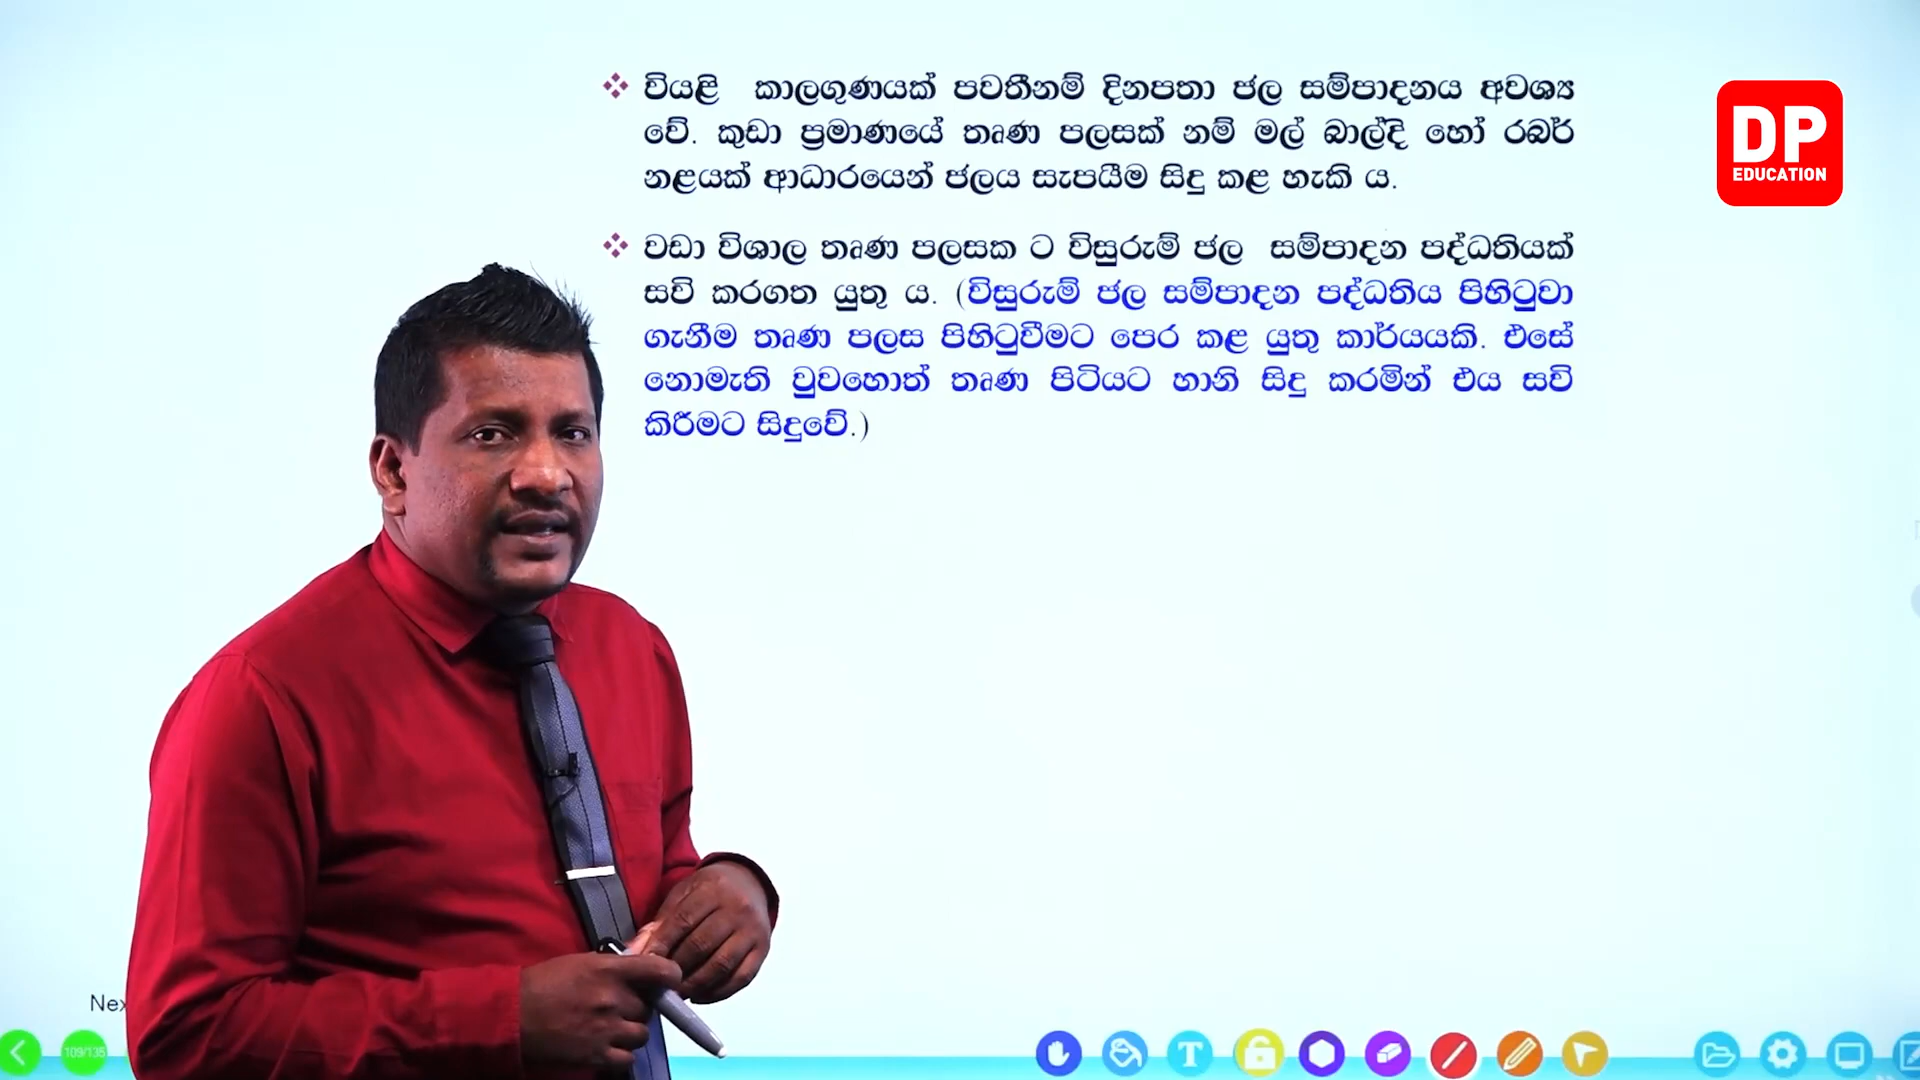 වියළි කාලගුණයක් පවතීනම් දිනපතා ජල සම්පාදනය අවශ්‍ය
වේ. කුඩා ප්‍රමාණයේ තෘණ පලසක් නම් මල් බාල්දි හෝ රබර්
නළයක් ආධාරයෙන් ජලය සැපයීම සිදු කළ හැකි ය.
වඩා විශාල තෘණ පලසක ට විසුරුම් ජල සම්පාදන පද්ධතියක්
සවි කරගත යුතු ය. (විසුරුම් ජල සම්පාදන පද්ධතිය පිහිටුවා
ගැනීම තෘණ පලස පිහිටුවීමට පෙර කළ යුතු කාර්යයකි. එසේ
නොමැති වුවහොත් තෘණ පිටියට හානි සිදු කරමින් එය සවි
කිරීමට සිදුවේ.)
DP
EDUCATION
109/135